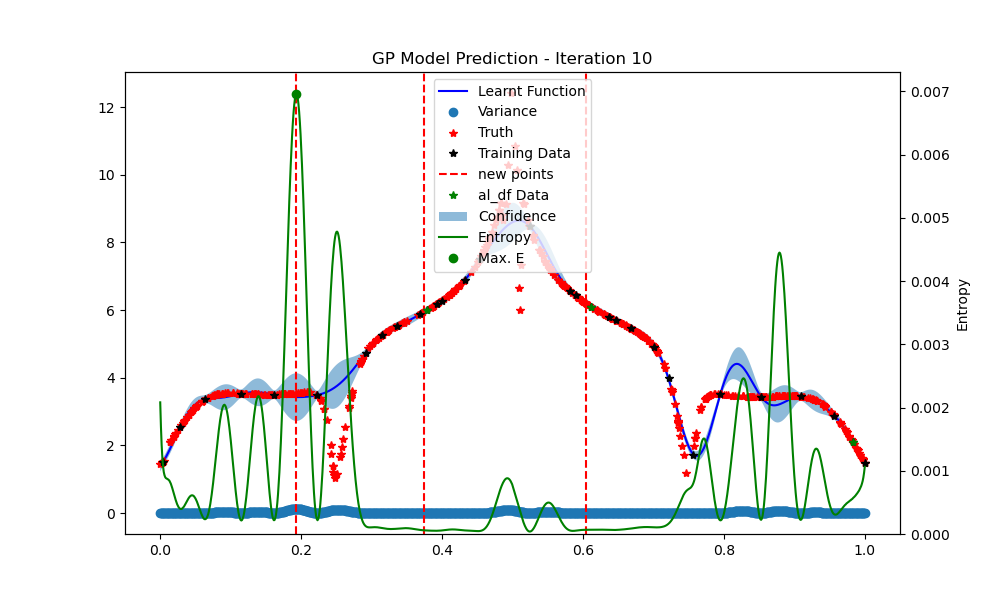 GP Model Prediction - Iteration 10
12
10
8
6
4
2
0
0.0
0.2
0.4
0.6
0.8
1.0
0.007
0.006
0.005
0.004
0.003
0.002
0.001
0.000
Entropy
Learnt Function
Variance
Truth
Training Data
new points
al_df Data
Confidence
Entropy
Max. E